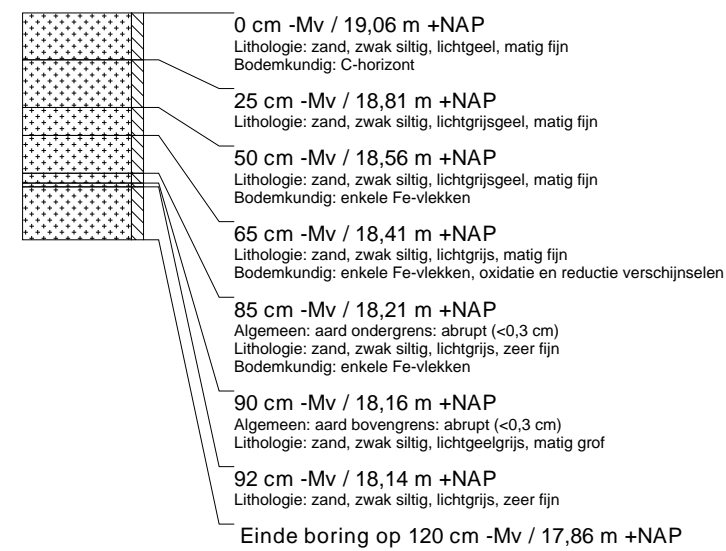 0 cm -Mv / 19,06 m +NAP
Lithologie: zand, zwak siltig, lichtgeel, matig fijn
Bodemkundig: C-horizont
25 cm -Mv / 18,81 m +NAP
Lithologie: zand, zwak siltig, lichtgrijsgeel, matig fijn
50 cm -Mv / 18,56 m +NAP
Lithologie: zand, zwak siltig, lichtgrijsgeel, matig fijn
Bodemkundig: enkele Fe-vlekken
65 cm -Mv / 18,41 m +NAP
Lithologie: zand, zwak siltig, lichtgrijs, matig fijn
Bodemkundig: enkele Fe-vlekken, oxidatie en reductie verschijnselen
85 cm -Mv / 18,21 m +NAP
Algemeen: aard ondergrens: abrupt (<0,3 cm)
Lithologie: zand, zwak siltig, lichtgrijs, zeer fijn
Bodemkundig: enkele Fe-vlekken
90 cm -Mv / 18,16 m +NAP
Algemeen: aard bovengrens: abrupt (<0,3 cm)
Lithologie: zand, zwak siltig, lichtgeelgrijs, matig grof
92 cm -Mv / 18,14 m +NAP
Lithologie: zand, zwak siltig, lichtgrijs, zeer fijn
Einde boring op 120 cm -Mv / 17,86 m +NAP